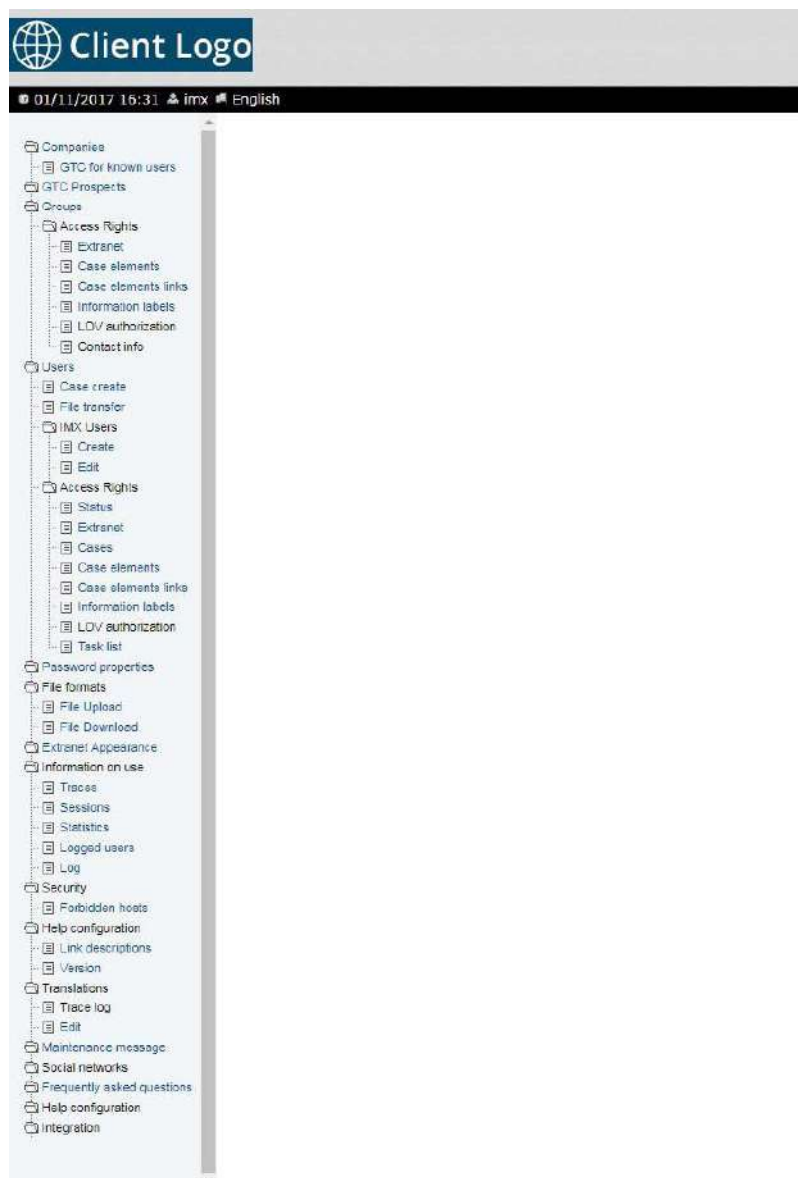 Client Logo
01/11/2017 16:31 imx English
Companies
GTC for known users
GTC Prospects
Groups
Access Rights
Extranet
Case elements
Case elements links
Information labels
LOV authorization
Contact info
Users
Case create
File transfer
IMX Users
Create
Edit
Access Rights
Status
Extranet
Cases
Case elements
Case elements links
Information labels
LOV authorization
Task list
Password properties
File formats
File Upload
File Download
Extranet Appearance
Information on use
Traces
Sessions
Statistics
Logged users
Log
Security
Forbidden hosts
Help configuration
Link descriptions
Version
Translations
Trace log
Edit
Maintenance message
Social networks
Frequently asked questions
Help configuration
Integration